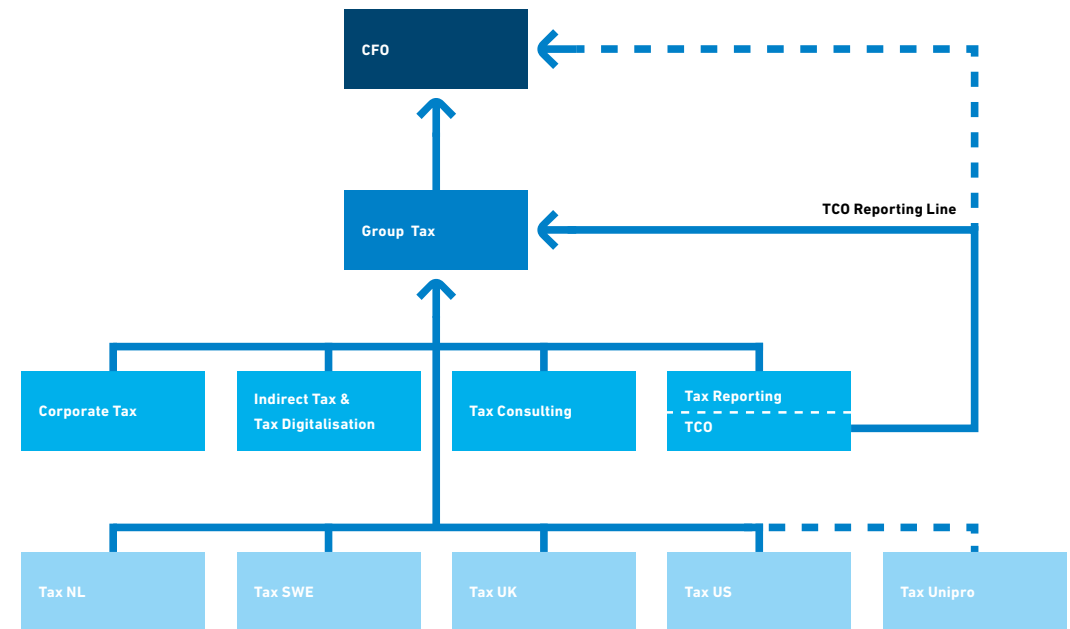 CFO
TCO Reporting Line
Group Tax
Corporate Tax
Indirect Tax &
Tax Digitalisation
Tax Consulting
Tax Reporting
TCO
Tax NL
Tax SWE
Tax UK
Tax US
Tax Unipro